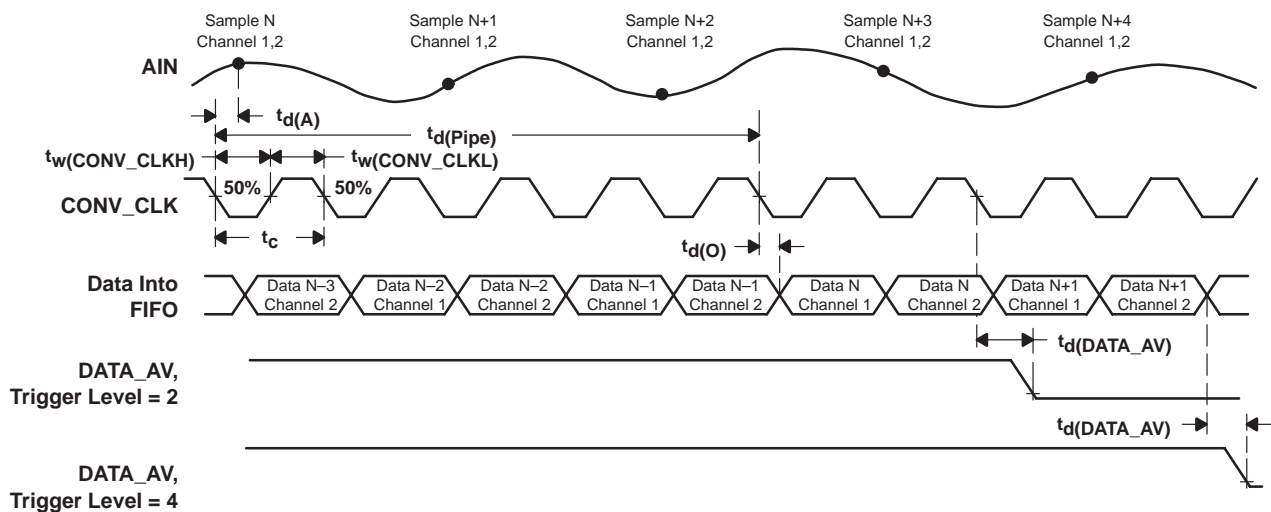 Sample N Sample N+1 Sample N+2 Sample N+3 Sample N+4
Channel 1,2 Channel 1,2 Channel 1,2 Channel 1,2 Channel 1,2
AIN
td(A)
td(Pipe)
tw(CONV_CLKH) tw(CONV_CLKL)
50% 50%
CONV_CLK
tc
td(O)
Data Into
FIFO
Data N–3 Data N–2 Data N–2 Data N–1 Data N–1 Data N Data N Data N+1 Data N+1
Channel 2 Channel 1 Channel 2 Channel 1 Channel 2 Channel 1 Channel 2 Channel 1 Channel 2
td(DATA_AV)
DATA_AV,
Trigger Level = 2
td(DATA_AV)
DATA_AV,
Trigger Level = 4